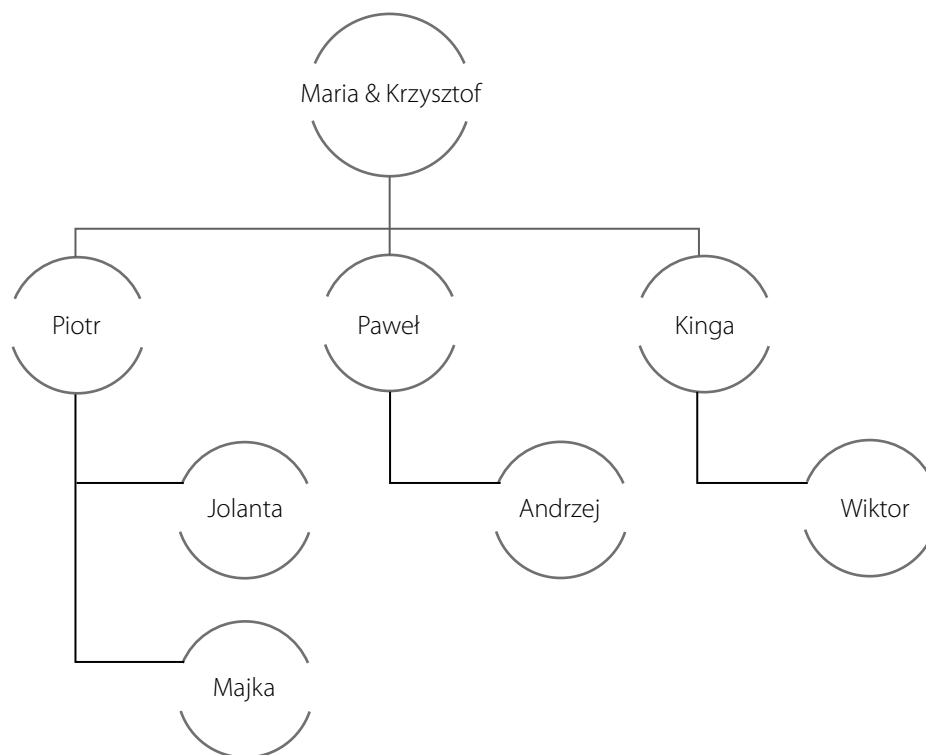 Maria & Krzysztof
Piotr
Paweł
Kinga
Jolanta
Andrzej
Wiktor
Majka